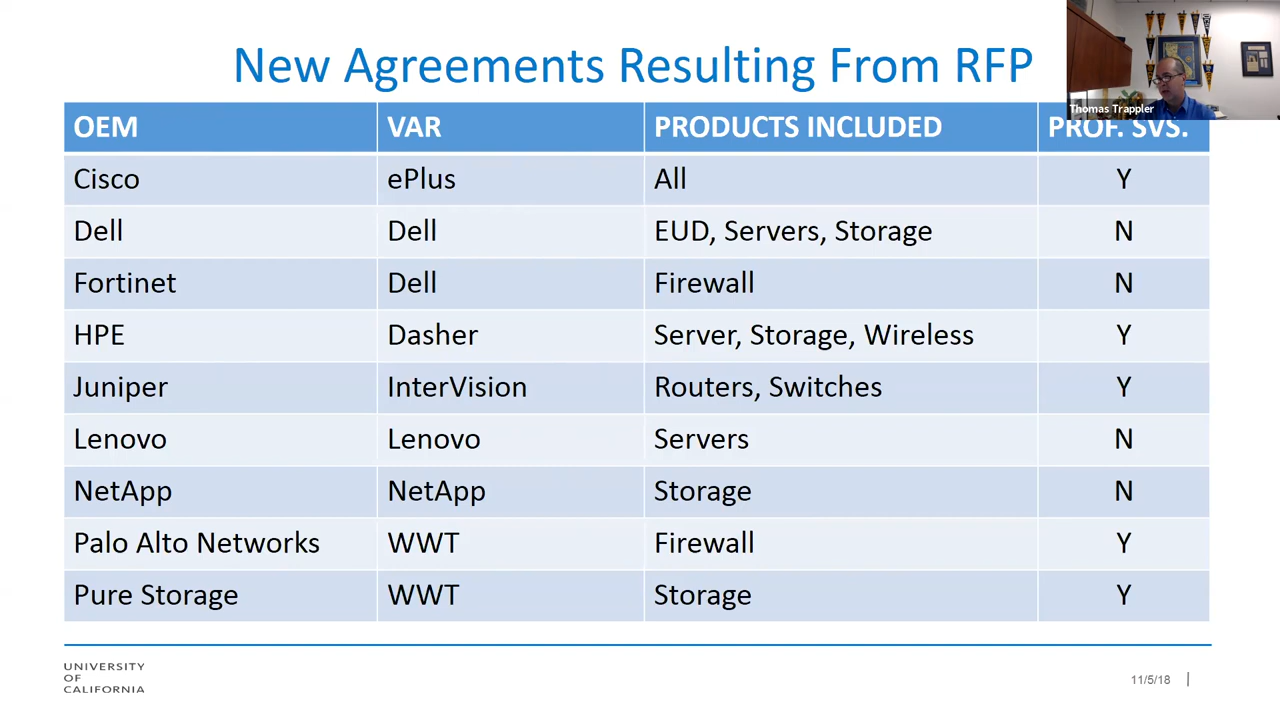 New Agreements Resulting From RFP
Thomas Trappler
OEM VAR PRODUCTS INCLUDED PROF. SVS.
Cisco ePlus All Y
Dell Dell EUD, Servers, Storage N
Fortinet Dell Firewall N
HPE Dasher Server, Storage, Wireless Y
Juniper InterVision Routers, Switches Y
Lenovo Lenovo Servers N
NetApp NetApp Storage N
Palo Alto Networks WWT Firewall Y
Pure Storage WWT Storage Y
UNIVERSITY
OF
CALIFORNIA
11/5/18 |